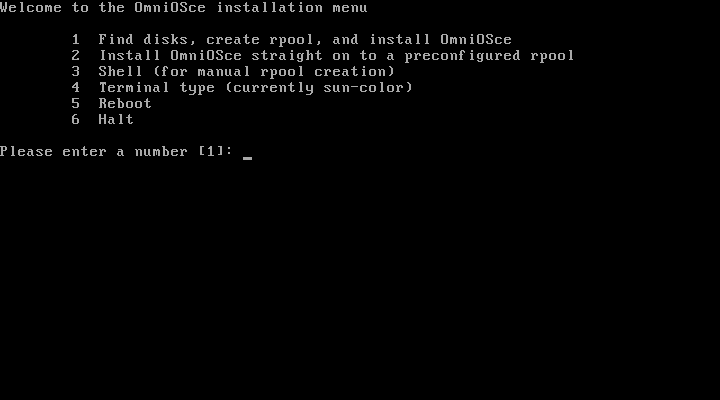 Welcome to the OmniOSce installation menu
1 Find disks, create rpool, and install OmniOSce
2 Install OmniOSce straight on to a preconfigured rpool
3 Shell (for manual rpool creation)
4 Terminal type (currently sun-color)
5 Reboot
6 Halt
Please enter a number [1]: _